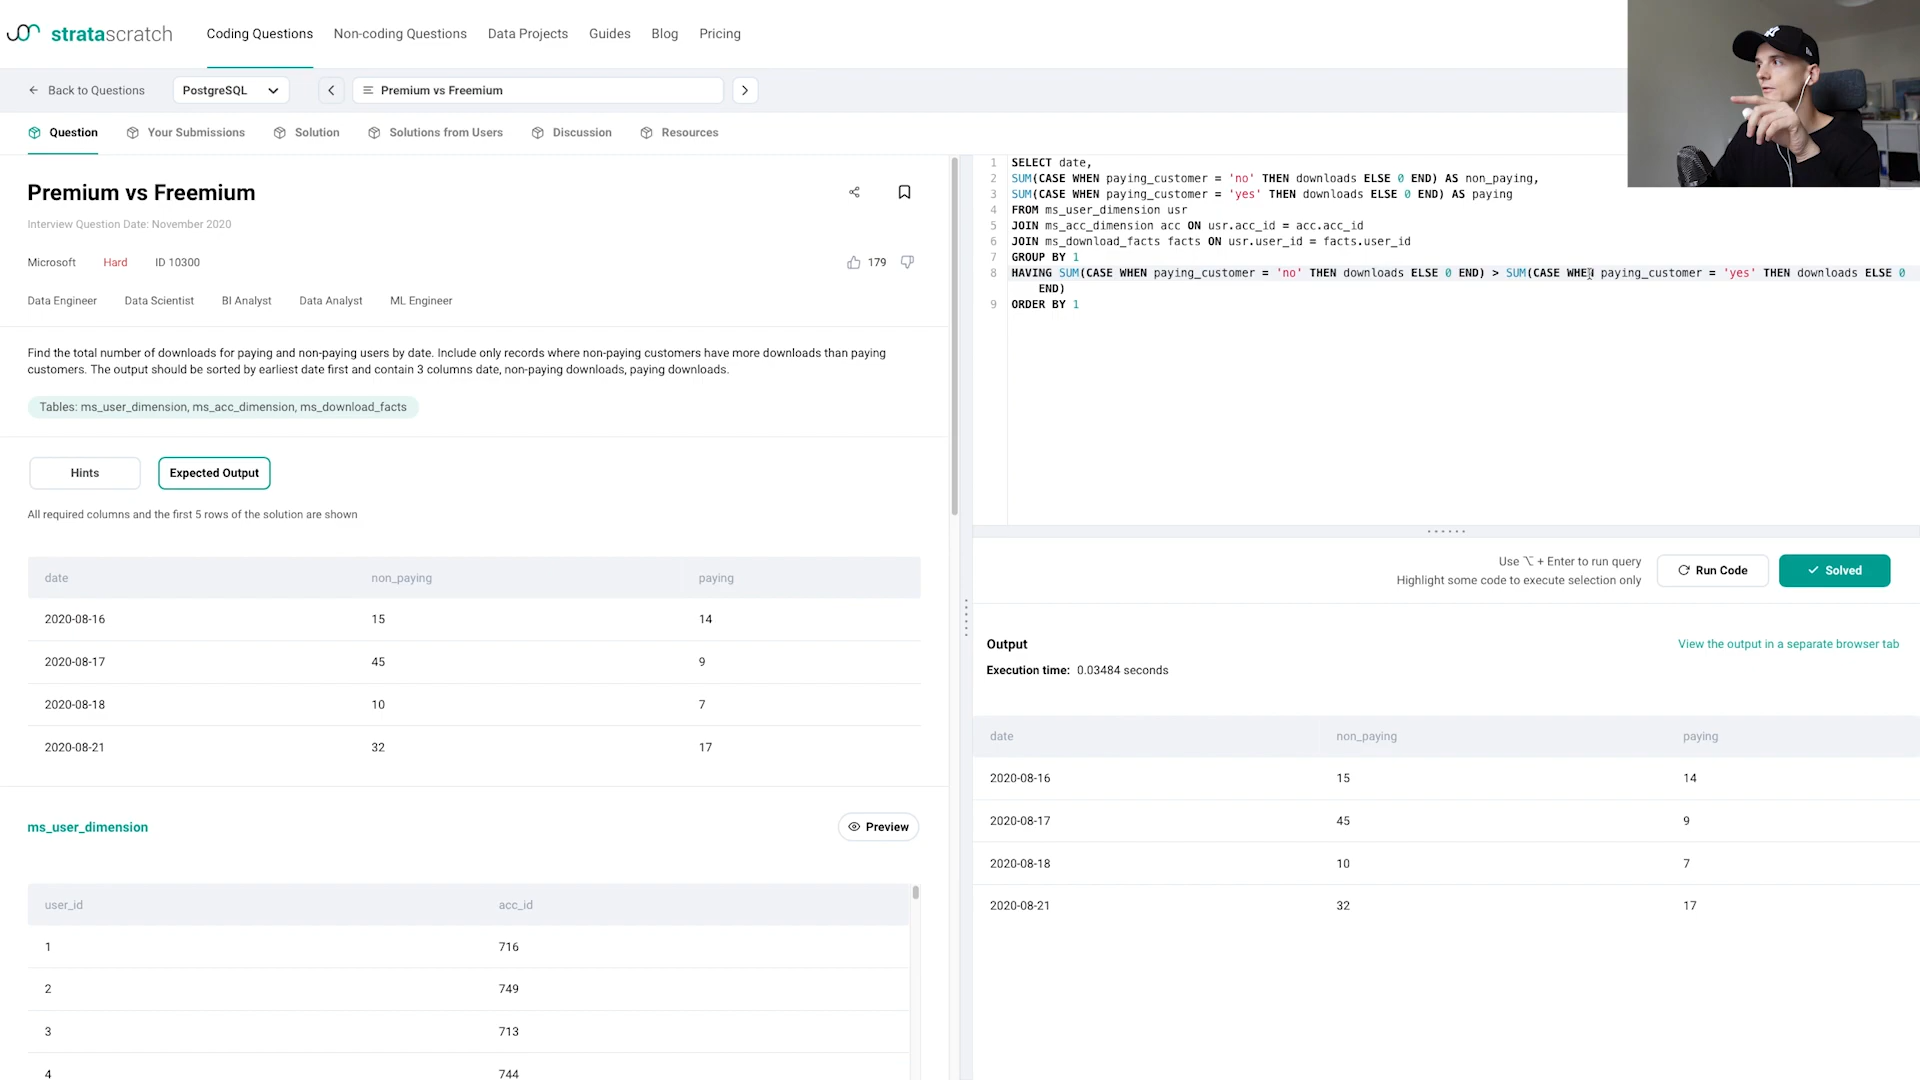 stratascratch
Coding Questions
Non-coding Questions
Data Projects
Guides
Blog
Pricing
Back to Questions
PostgreSQL
Premium vs Freemium
Question
Your Submissions
Solution
Solutions from Users
Discussion
Resources
Premium vs Freemium
Interview Question Date: November 2020
Microsoft Hard ID 10300
179
Data Engineer Data Scientist BI Analyst Data Analyst ML Engineer
Find the total number of downloads for paying and non-paying users by date. Include only records where non-paying customers have more downloads than paying
customers. The output should be sorted by earliest date first and contain 3 columns date, non-paying downloads, paying downloads.
Tables: ms_user_dimension, ms_acc_dimension, ms_download_facts
Hints
Expected Output
All required columns and the first 5 rows of the solution are shown
date non_paying paying
2020-08-16 15 14
2020-08-17 45 9
2020-08-18 10 7
2020-08-21 32 17
ms_user_dimension
Preview
user_id acc_id
1 716
2 749
3 713
4 744
1 SELECT date,
2 SUM(CASE WHEN paying_customer = 'no' THEN downloads ELSE 0 END) AS non_paying,
3 SUM(CASE WHEN paying_customer = 'yes' THEN downloads ELSE 0 END) AS paying
4 FROM ms_user_dimension usr
5 JOIN ms_acc_dimension acc ON usr.acc_id = acc.acc_id
6 JOIN ms_download_facts facts ON usr.user_id = facts.user_id
7 GROUP BY 1
8 HAVING SUM(CASE WHEN paying_customer = 'no' THEN downloads ELSE 0 END) > SUM(CASE WHEN paying_customer = 'yes' THEN downloads ELSE 0
END)
9 ORDER BY 1
Use ⌥ + Enter to run query
Highlight some code to execute selection only
Run Code
Solved
Output
View the output in a separate browser tab
Execution time: 0.03484 seconds
date non_paying paying
2020-08-16 15 14
2020-08-17 45 9
2020-08-18 10 7
2020-08-21 32 17